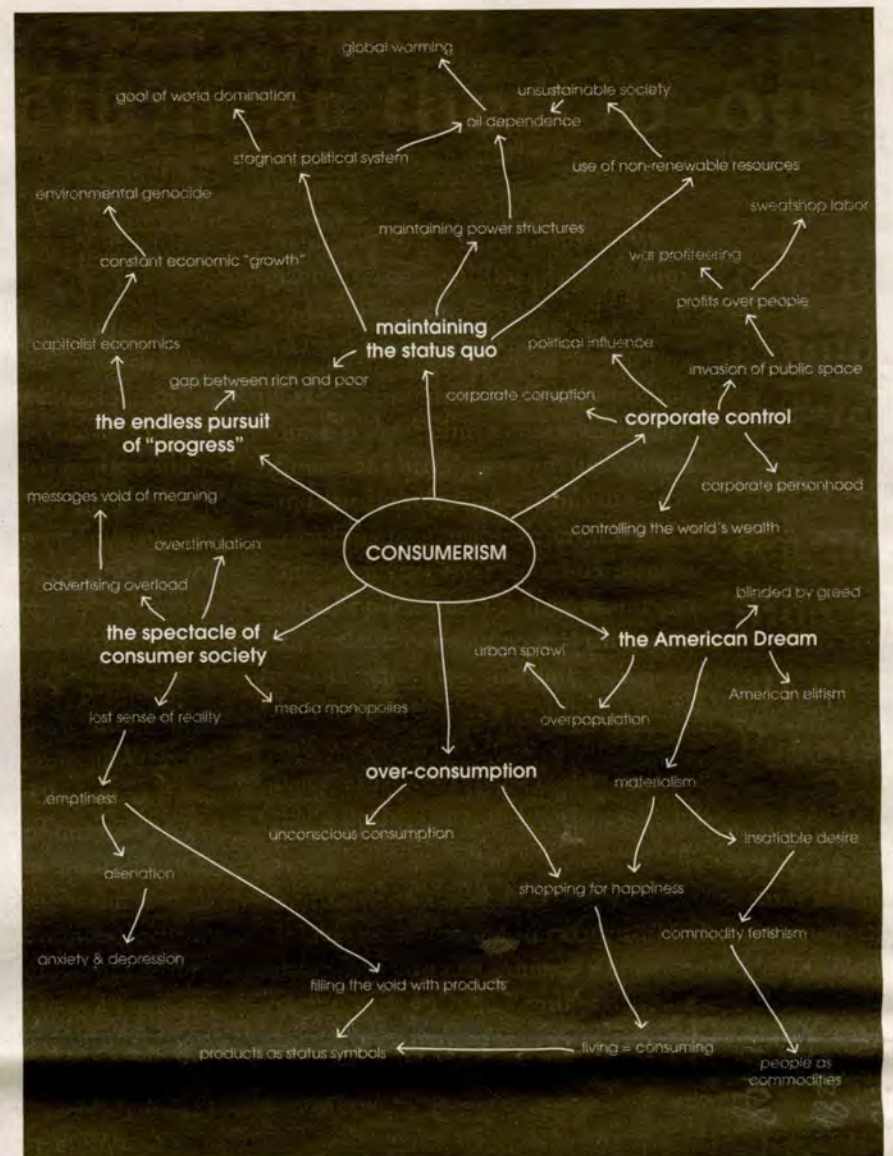 global warming
goal of world domination
unsustainable society
oil dependence
stagnant political system
use of non-renewable resources
environmental genocide
sweatshop labor
maintaining power structures
war profiteering
constant economic "growth"
profits over people
maintaining
the status quo
capitalist economics
political influence
invasion of public space
gap between rich and poor
corporate corruption
the endless pursuit
of "progress"
corporate control
corporate personhood
messages void of meaning
controlling the world's wealth
overstimulation
CONSUMERISM
advertising overload
blinded by greed
the spectacle of
consumer society
the American Dream
urban sprawl
American elitism
lost sense of reality
media monopolies
overpopulation
over-consumption
materialism
emptiness
unconscious consumption
insatiable desire
alienation
shopping for happiness
commodity fetishism
anxiety & depression
filling the void with products
products as status symbols
living = consuming
people as
commodities